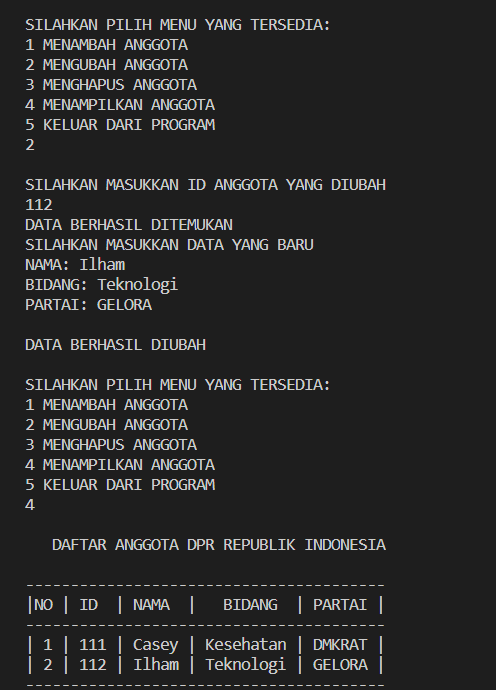 SILAHKAN PILIH MENU YANG TERSEDIA:
1 MENAMBAH ANGGOTA
2 MENGUBAH ANGGOTA
3 MENGHAPUS ANGGOTA
4 MENAMPILKAN ANGGOTA
5 KELUAR DARI PROGRAM
2
SILAHKAN MASUKKAN ID ANGGOTA YANG DIUBAH
112
DATA BERHASIL DITEMUKAN
SILAHKAN MASUKKAN DATA YANG BARU
NAMA: Ilham
BIDANG: Teknologi
PARTAI: GELORA
DATA BERHASIL DIUBAH
SILAHKAN PILIH MENU YANG TERSEDIA:
1 MENAMBAH ANGGOTA
2 MENGUBAH ANGGOTA
3 MENGHAPUS ANGGOTA
4 MENAMPILKAN ANGGOTA
5 KELUAR DARI PROGRAM
4
DAFTAR ANGGOTA DPR REPUBLIK INDONESIA
----------------------------------------
|NO | ID  | NAMA  |   BIDANG  | PARTAI |
----------------------------------------
| 1 | 111 | Casey | Kesehatan | DMKRAT |
| 2 | 112 | Ilham | Teknologi | GELORA |
----------------------------------------